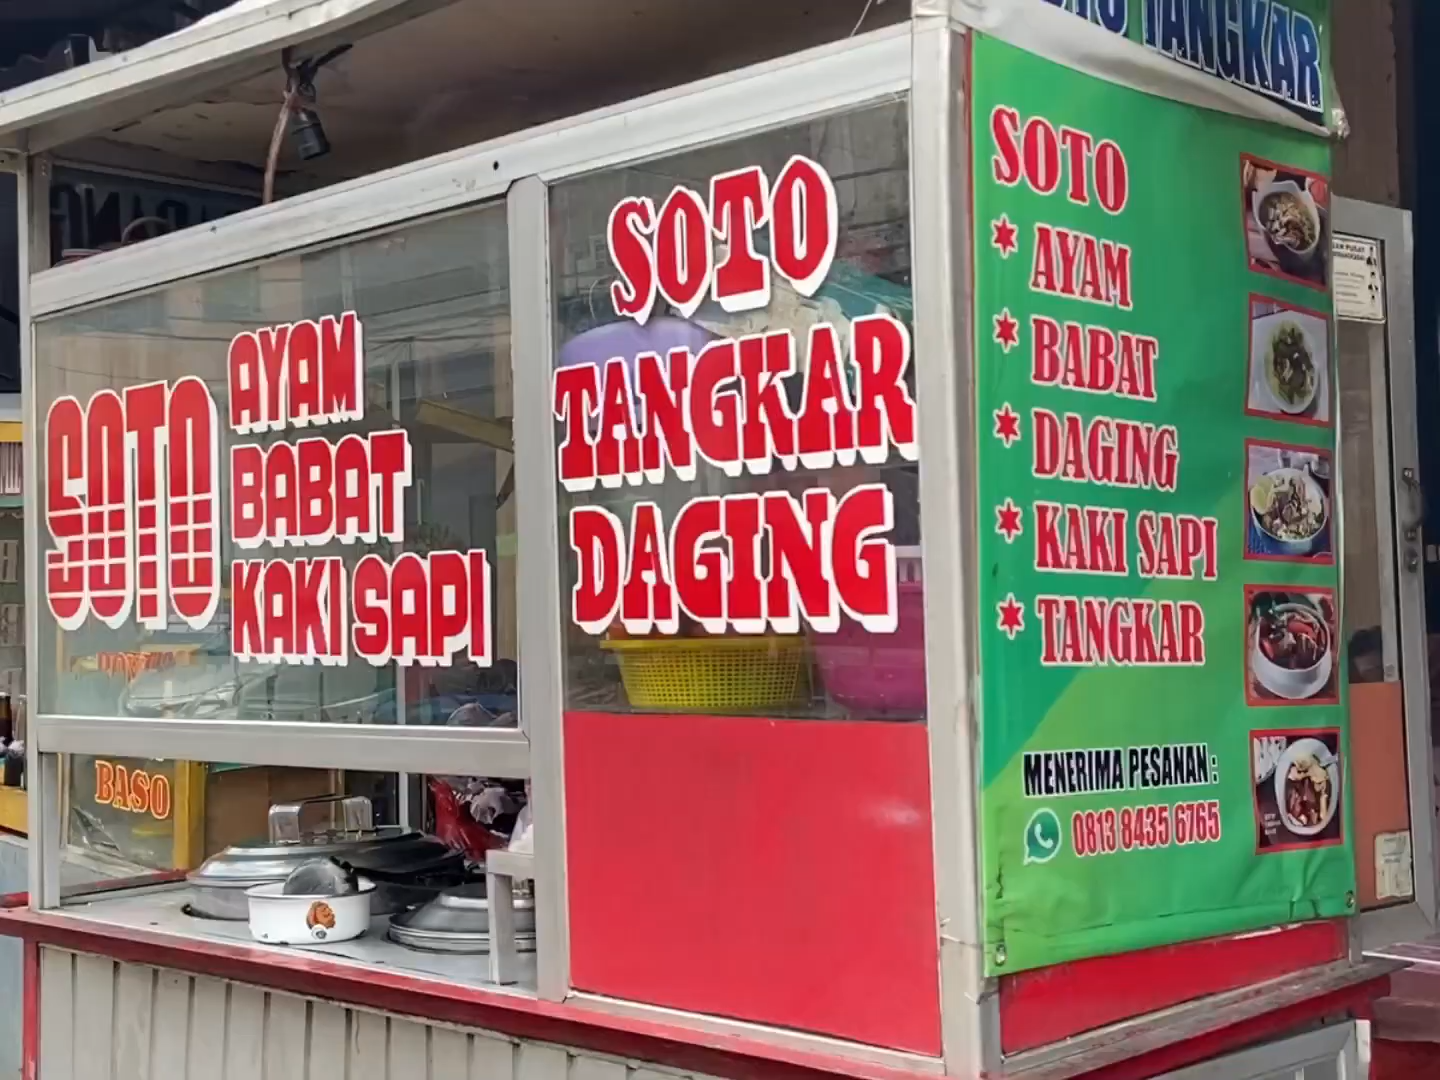 SOTO
AYAM
BABAT
KAKI SAPI
SOTO
TANGKAR
DAGING
BASO
TANGKAR
SOTO
* AYAM
* BABAT
* DAGING
* KAKI SAPI
* TANGKAR
MENERIMA PESANAN :
0813 8435 6765